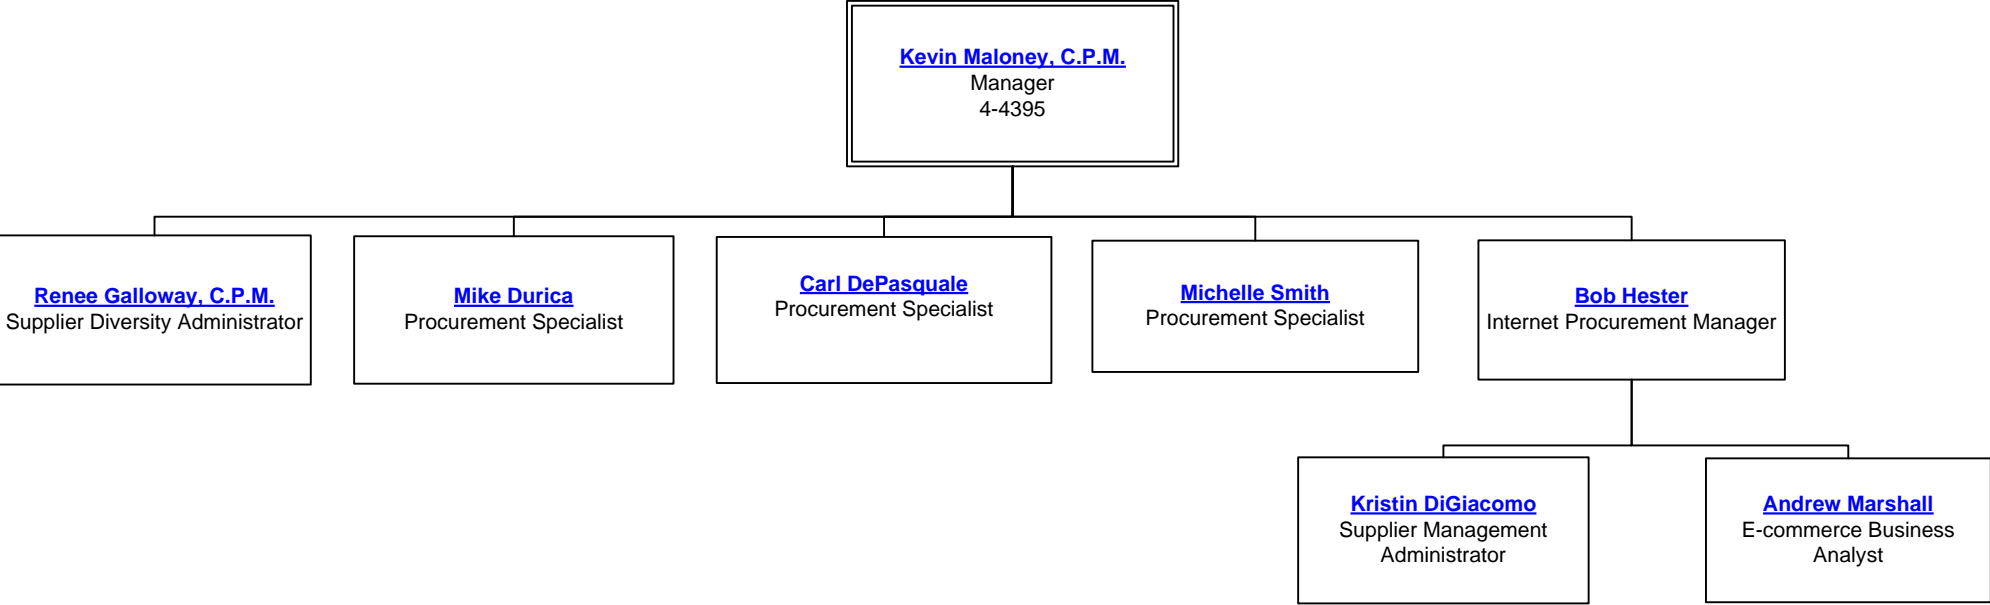 Kevin Maloney, C.P.M.
Manager
4-4395
Renee Galloway, C.P.M.
Supplier Diversity Administrator
Mike Durica
Procurement Specialist
Carl DePasquale
Procurement Specialist
Michelle Smith
Procurement Specialist
Bob Hester
Internet Procurement Manager
Kristin DiGiacomo
Supplier Management
Administrator
Andrew Marshall
E-commerce Business
Analyst